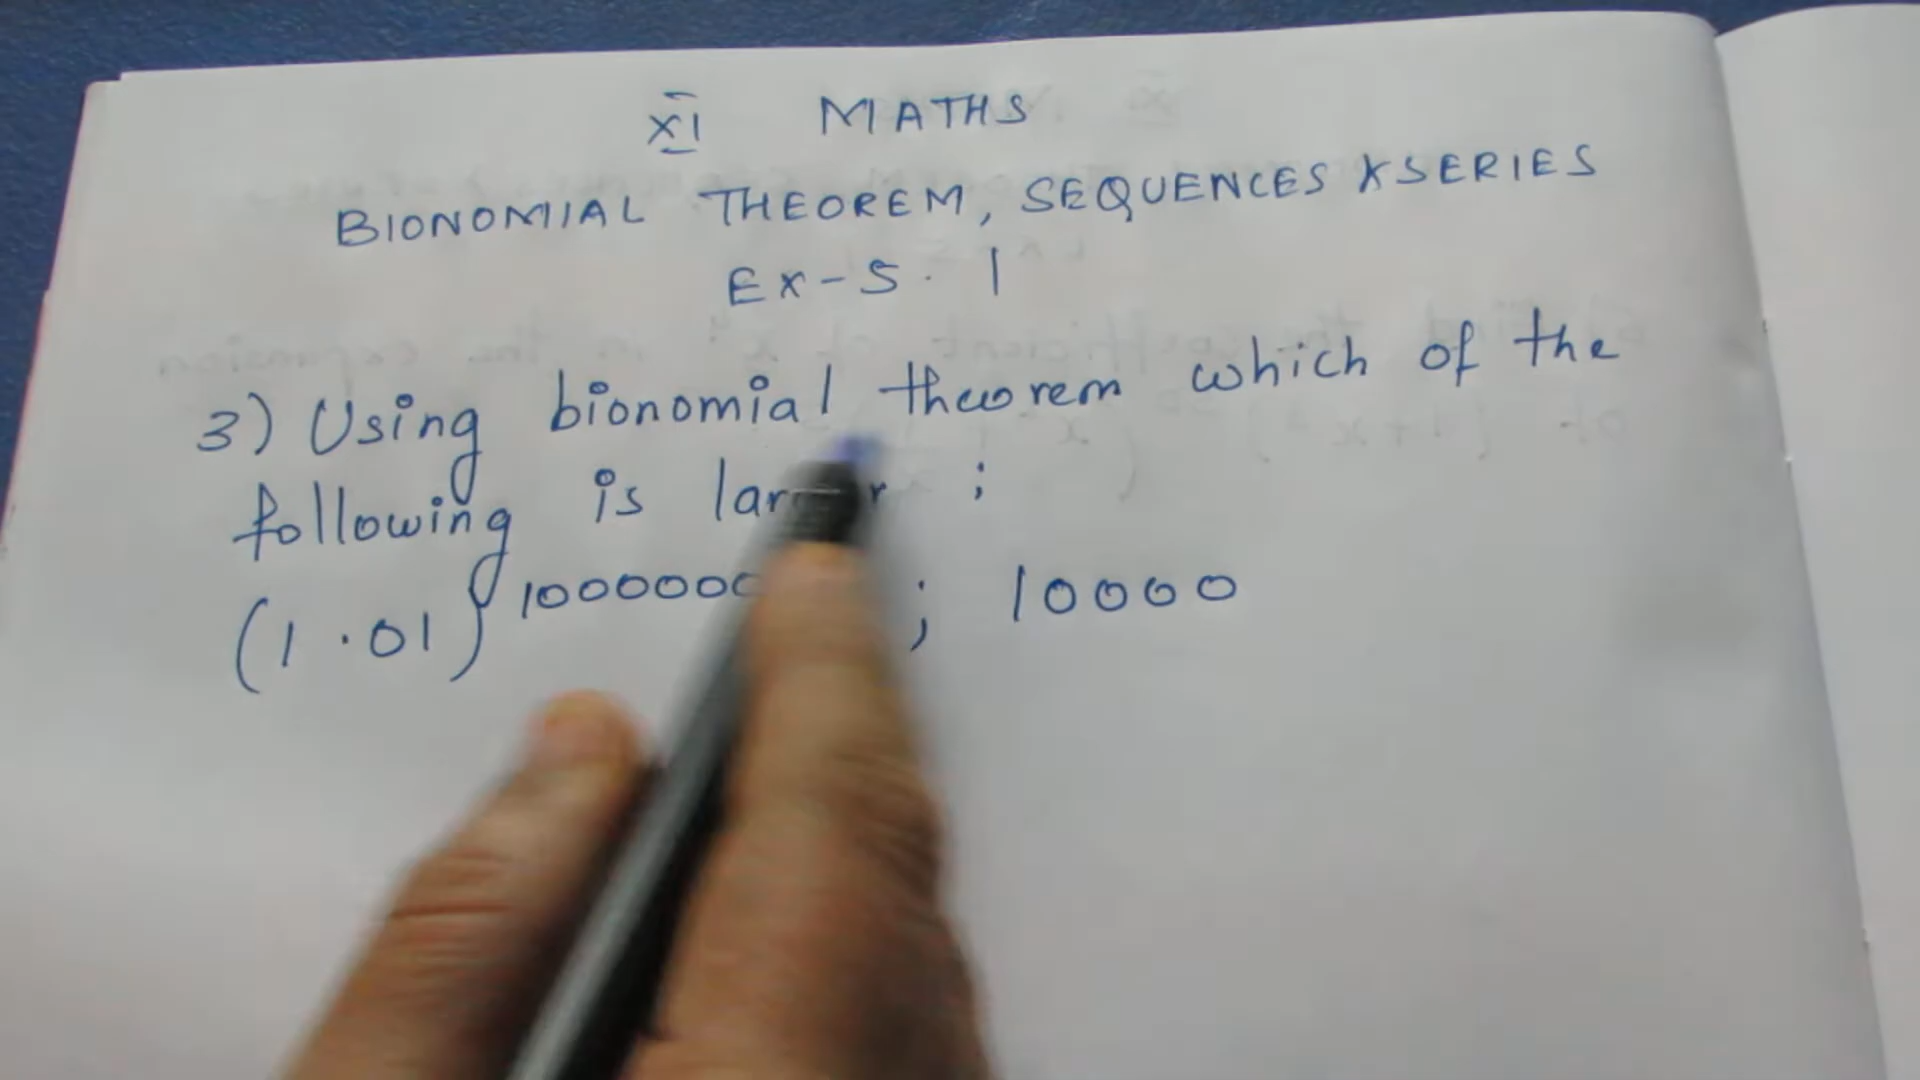 XI MATHS
BIONOMIAL THEOREM, SEQUENCES & SERIES
Ex-5.1
3) Using bionomial theorem which of the
following is :
(1.01) ; 10000